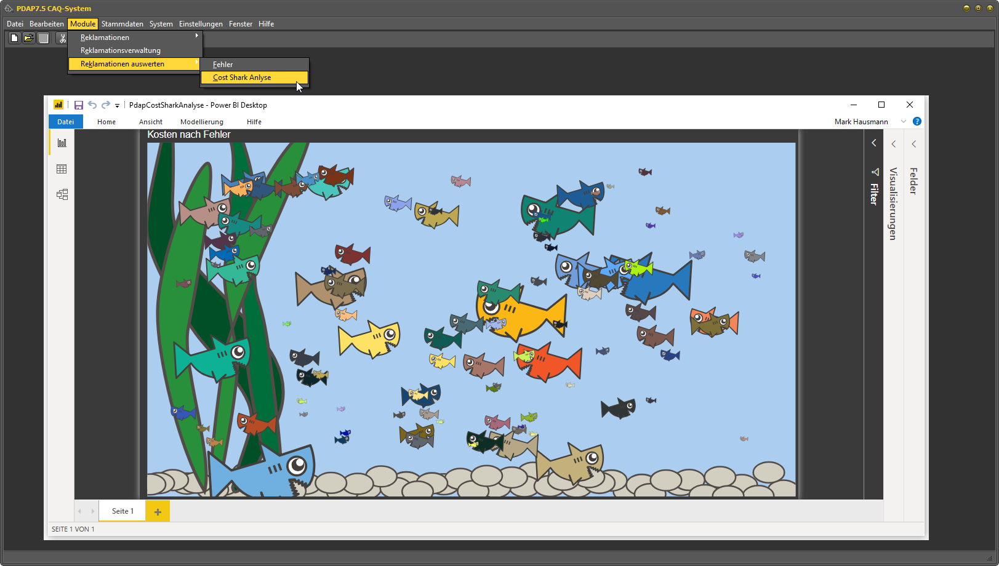 PDAP7.5 CAQ-System
Datei Bearbeiten Module Stammdaten System Einstellungen Fenster Hilfe
Reklamationen
Reklamationsverwaltung
Reklamationen auswerten
Fehler
Cost Shark Anlyse
PdapCostSharkAnalyse - Power BI Desktop
Datei Home Ansicht Modellierung Hilfe Mark Hausmann ?
Kosten nach Fehler
Filter
Visualisierungen
Felder
Seite 1 +
SEITE 1 VON 1